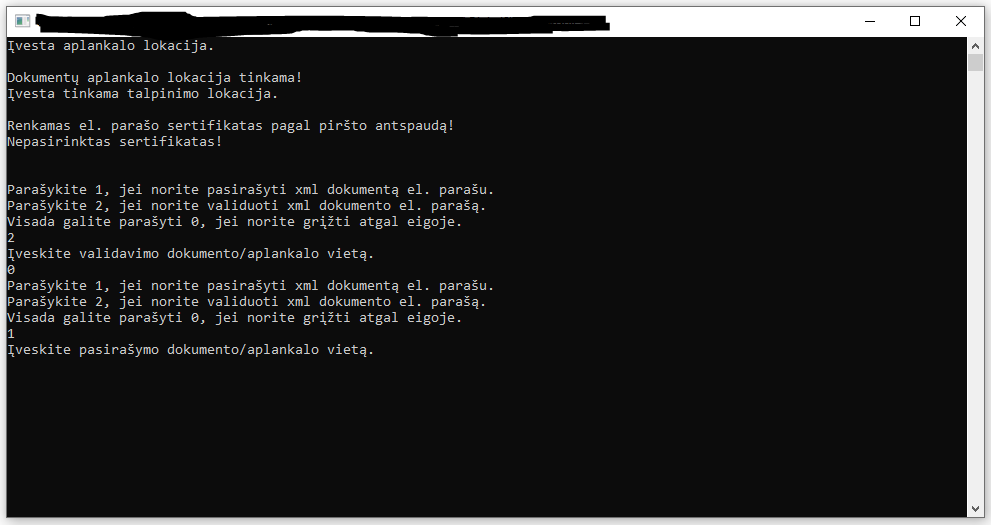 Įvesta aplankalo lokacija.
Dokumentų aplankalo lokacija tinkama!
Įvesta tinkama talpinimo lokacija.
Renkamas el. parašo sertifikatas pagal piršto antspaudą!
Nepasirinktas sertifikatas!
Parašykite 1, jei norite pasirašyti xml dokumentą el. parašu.
Parašykite 2, jei norite validuoti xml dokumento el. parašą.
Visada galite parašyti 0, jei norite grįžti atgal eigoje.
2
Įveskite validavimo dokumento/aplankalo vietą.
0
Parašykite 1, jei norite pasirašyti xml dokumentą el. parašu.
Parašykite 2, jei norite validuoti xml dokumento el. parašą.
Visada galite parašyti 0, jei norite grįžti atgal eigoje.
1
Įveskite pasirašymo dokumento/aplankalo vietą.